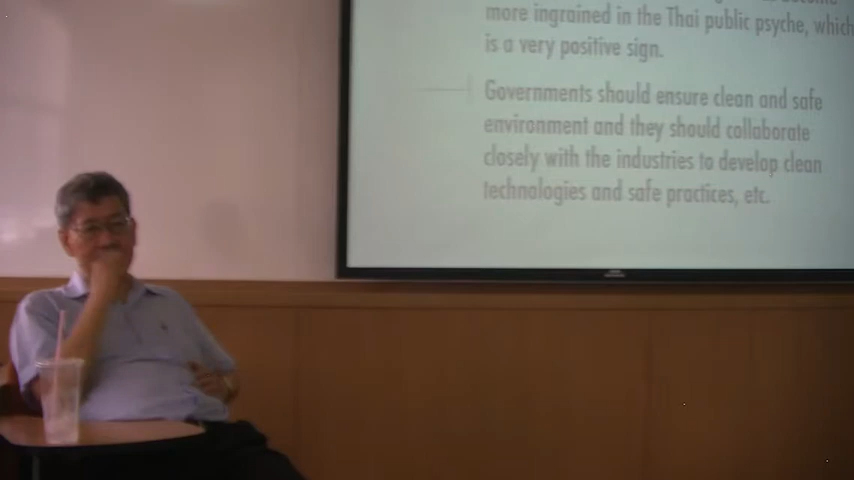 more ingrained in the Thai public psyche, which
is a very positive sign.
Governments should ensure clean and safe
environment and they should collaborate
closely with the industries to develop clean
technologies and safe practices, etc.